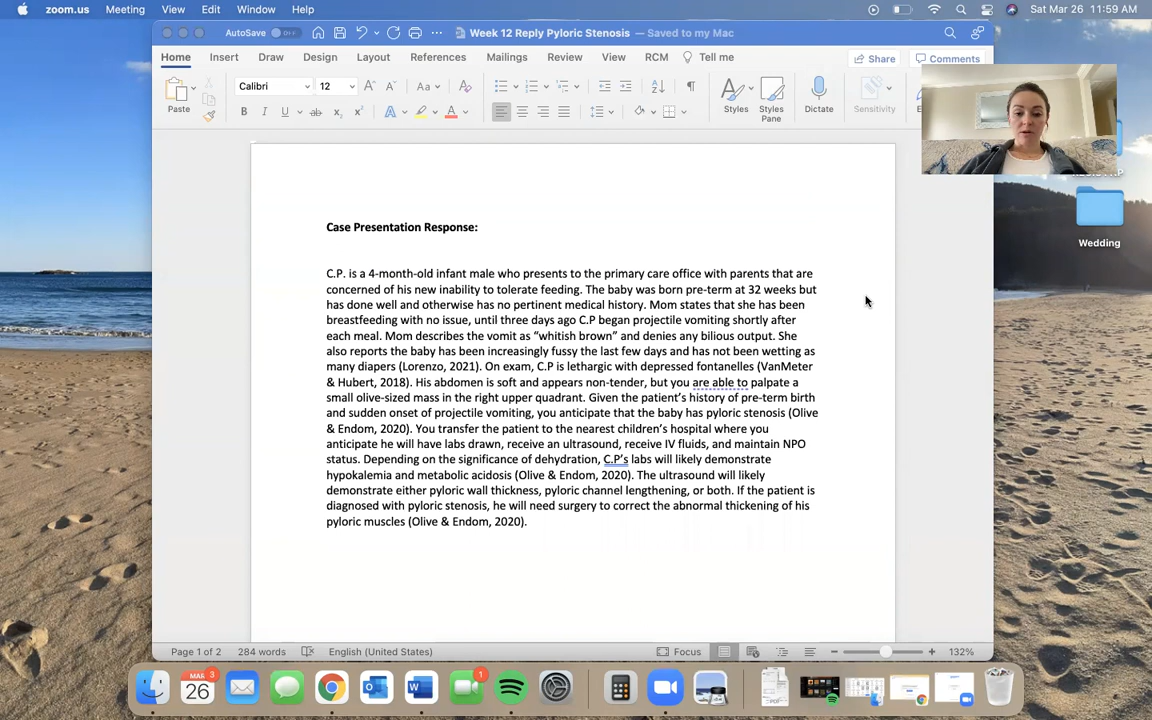 zoom.us Meeting View Edit Window Help Sat Mar 26 11:59 AM
AutoSave OFF Week 12 Reply Pyloric Stenosis — Saved to my Mac
Home Insert Draw Design Layout References Mailings Review View RCM Tell me Share Comments
Paste Calibri 12 Aa Styles Styles Pane Dictate Sensitivity
Case Presentation Response:
C.P. is a 4-month-old infant male who presents to the primary care office with parents that are
concerned of his new inability to tolerate feeding. The baby was born pre-term at 32 weeks but
has done well and otherwise has no pertinent medical history. Mom states that she has been
breastfeeding with no issue, until three days ago C.P began projectile vomiting shortly after
each meal. Mom describes the vomit as “whitish brown” and denies any bilious output. She
also reports the baby has been increasingly fussy the last few days and has not been wetting as
many diapers (Lorenzo, 2021). On exam, C.P is lethargic with depressed fontanelles (VanMeter
& Hubert, 2018). His abdomen is soft and appears non-tender, but you are able to palpate a
small olive-sized mass in the right upper quadrant. Given the patient’s history of pre-term birth
and sudden onset of projectile vomiting, you anticipate that the baby has pyloric stenosis (Olive
& Endom, 2020). You transfer the patient to the nearest children’s hospital where you
anticipate he will have labs drawn, receive an ultrasound, receive IV fluids, and maintain NPO
status. Depending on the significance of dehydration, C.P’s labs will likely demonstrate
hypokalemia and metabolic acidosis (Olive & Endom, 2020). The ultrasound will likely
demonstrate either pyloric wall thickness, pyloric channel lengthening, or both. If the patient is
diagnosed with pyloric stenosis, he will need surgery to correct the abnormal thickening of his
pyloric muscles (Olive & Endom, 2020).
Wedding
Page 1 of 2 284 words English (United States) Focus 132%
MAR 3
26
1